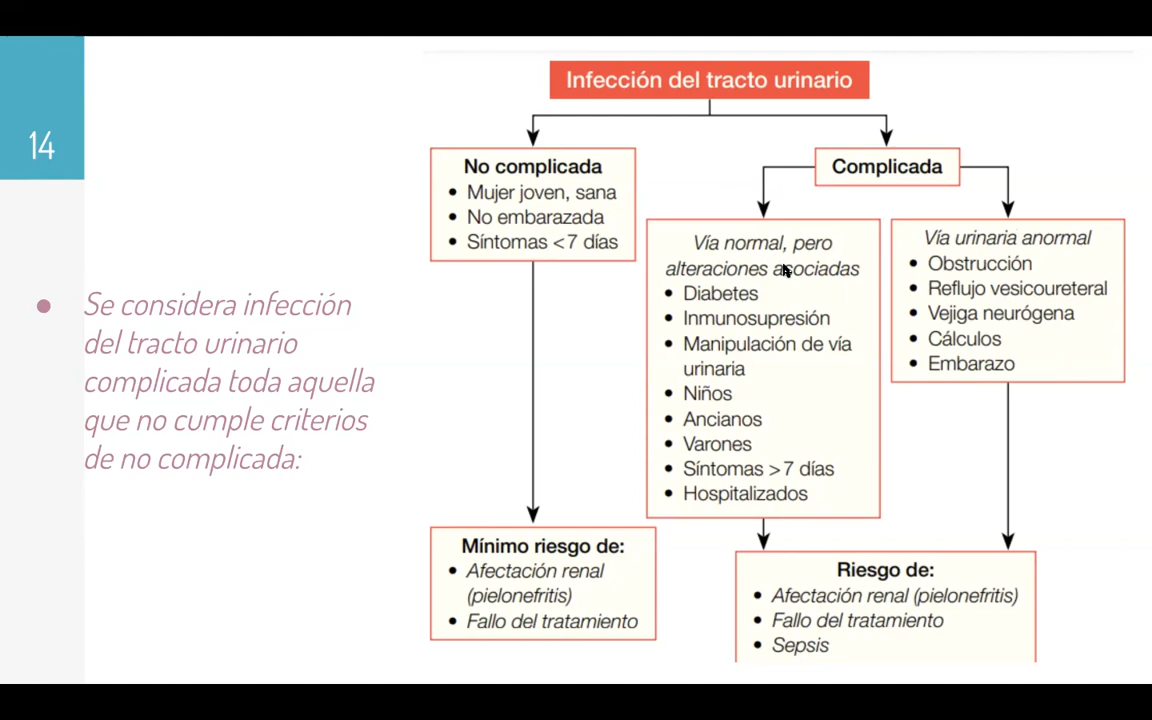 14
Se considera infección
del tracto urinario
complicada toda aquella
que no cumple criterios
de no complicada:
Infección del tracto urinario
No complicada
• Mujer joven, sana
• No embarazada
• Síntomas <7 días
Complicada
Vía normal, pero
alteraciones asociadas
• Diabetes
• Inmunosupresión
• Manipulación de vía
urinaria
• Niños
• Ancianos
• Varones
• Síntomas >7 días
• Hospitalizados
Vía urinaria anormal
• Obstrucción
• Reflujo vesicoureteral
• Vejiga neurógena
• Cálculos
• Embarazo
Mínimo riesgo de:
• Afectación renal
(pielonefritis)
• Fallo del tratamiento
Riesgo de:
• Afectación renal (pielonefritis)
• Fallo del tratamiento
• Sepsis